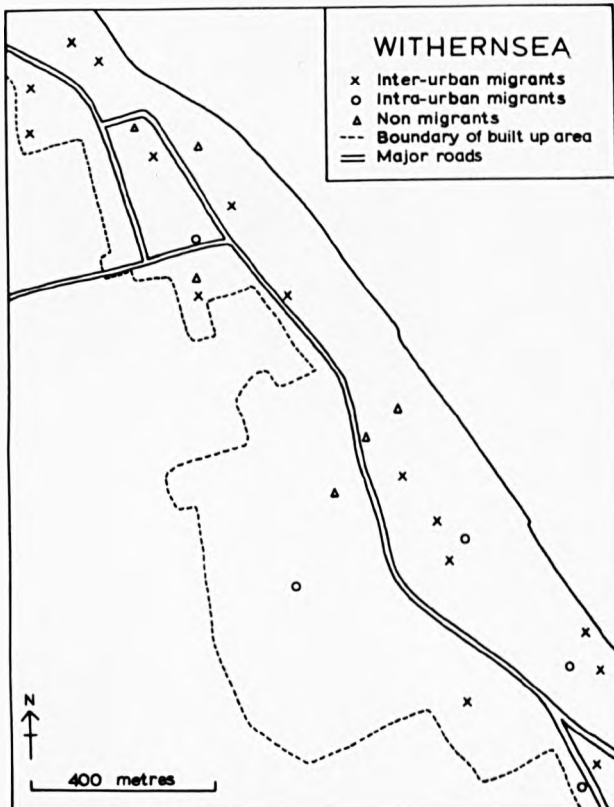 WITHERNSEA
x Inter-urban migrants
o Intra-urban migrants
Δ Non migrants
Boundary of built up area
Major roads
N
400 metres